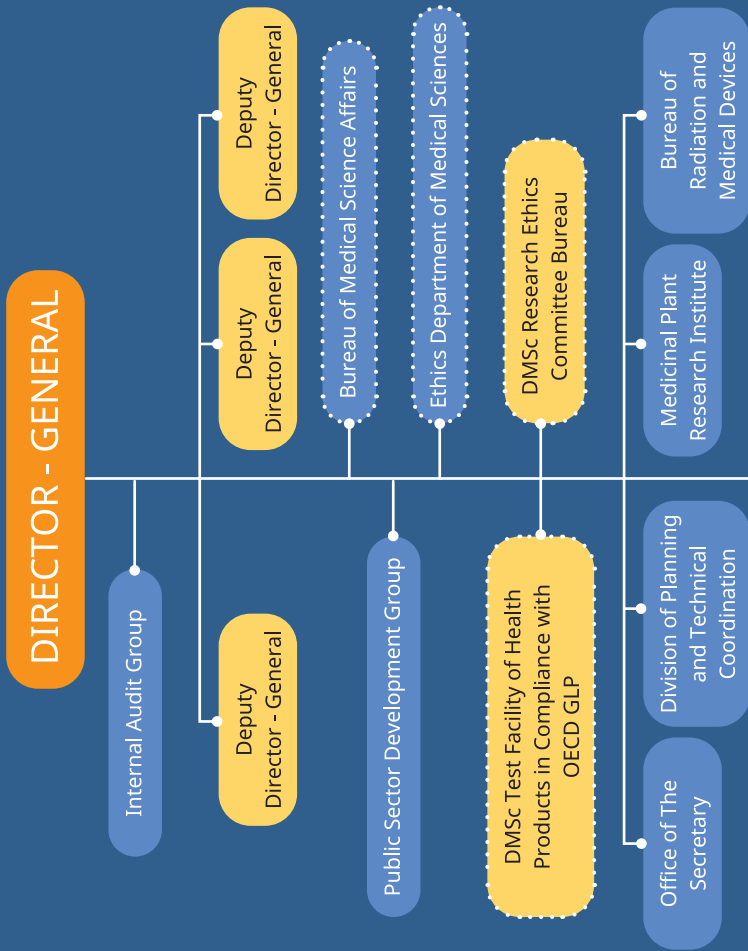 DIRECTOR - GENERAL
Internal Audit Group
Deputy
Director - General
Deputy
Director - General
Deputy
Director - General
Bureau of Medical Science Affairs
Public Sector Development Group
Ethics Department of Medical Sciences
DMSc Test Facility of Health
Products in Compliance with
OECD GLP
DMSc Research Ethics
Committee Bureau
Office of The
Secretary
Division of Planning
and Technical
Coordination
Medicinal Plant
Research Institute
Bureau of
Radiation and
Medical Devices